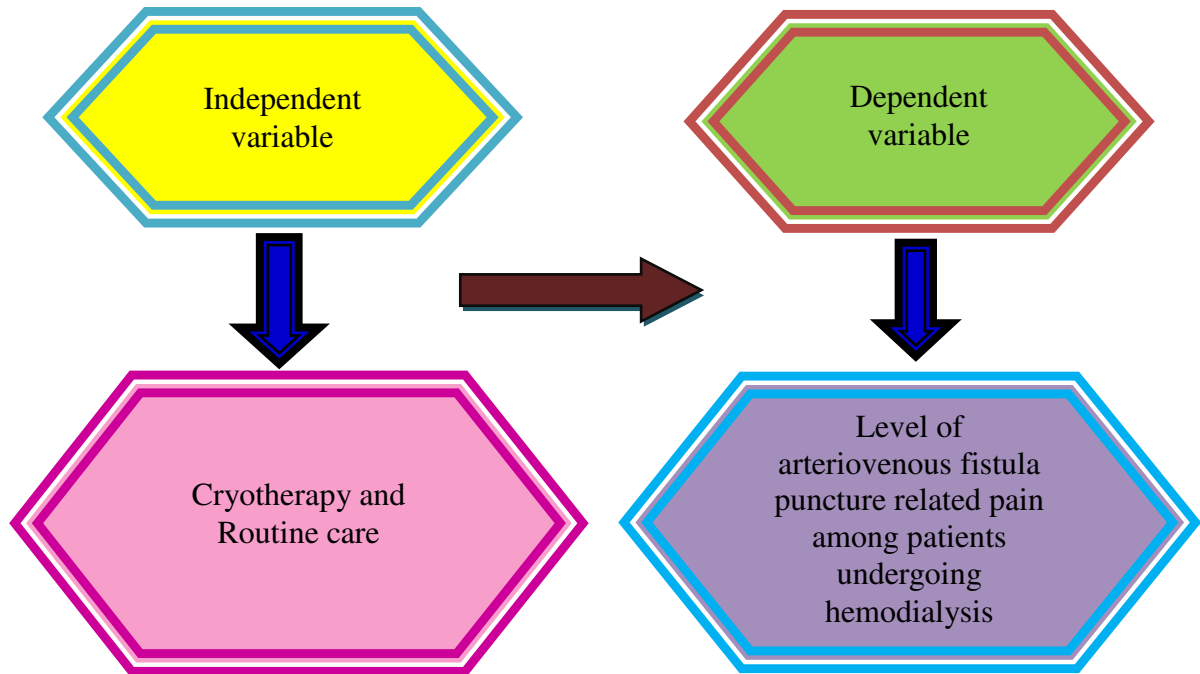 Independent
variable
Dependent
variable
Cryotherapy and
Routine care
Level of
arteriovenous fistula
puncture related pain
among patients
undergoing
hemodialysis